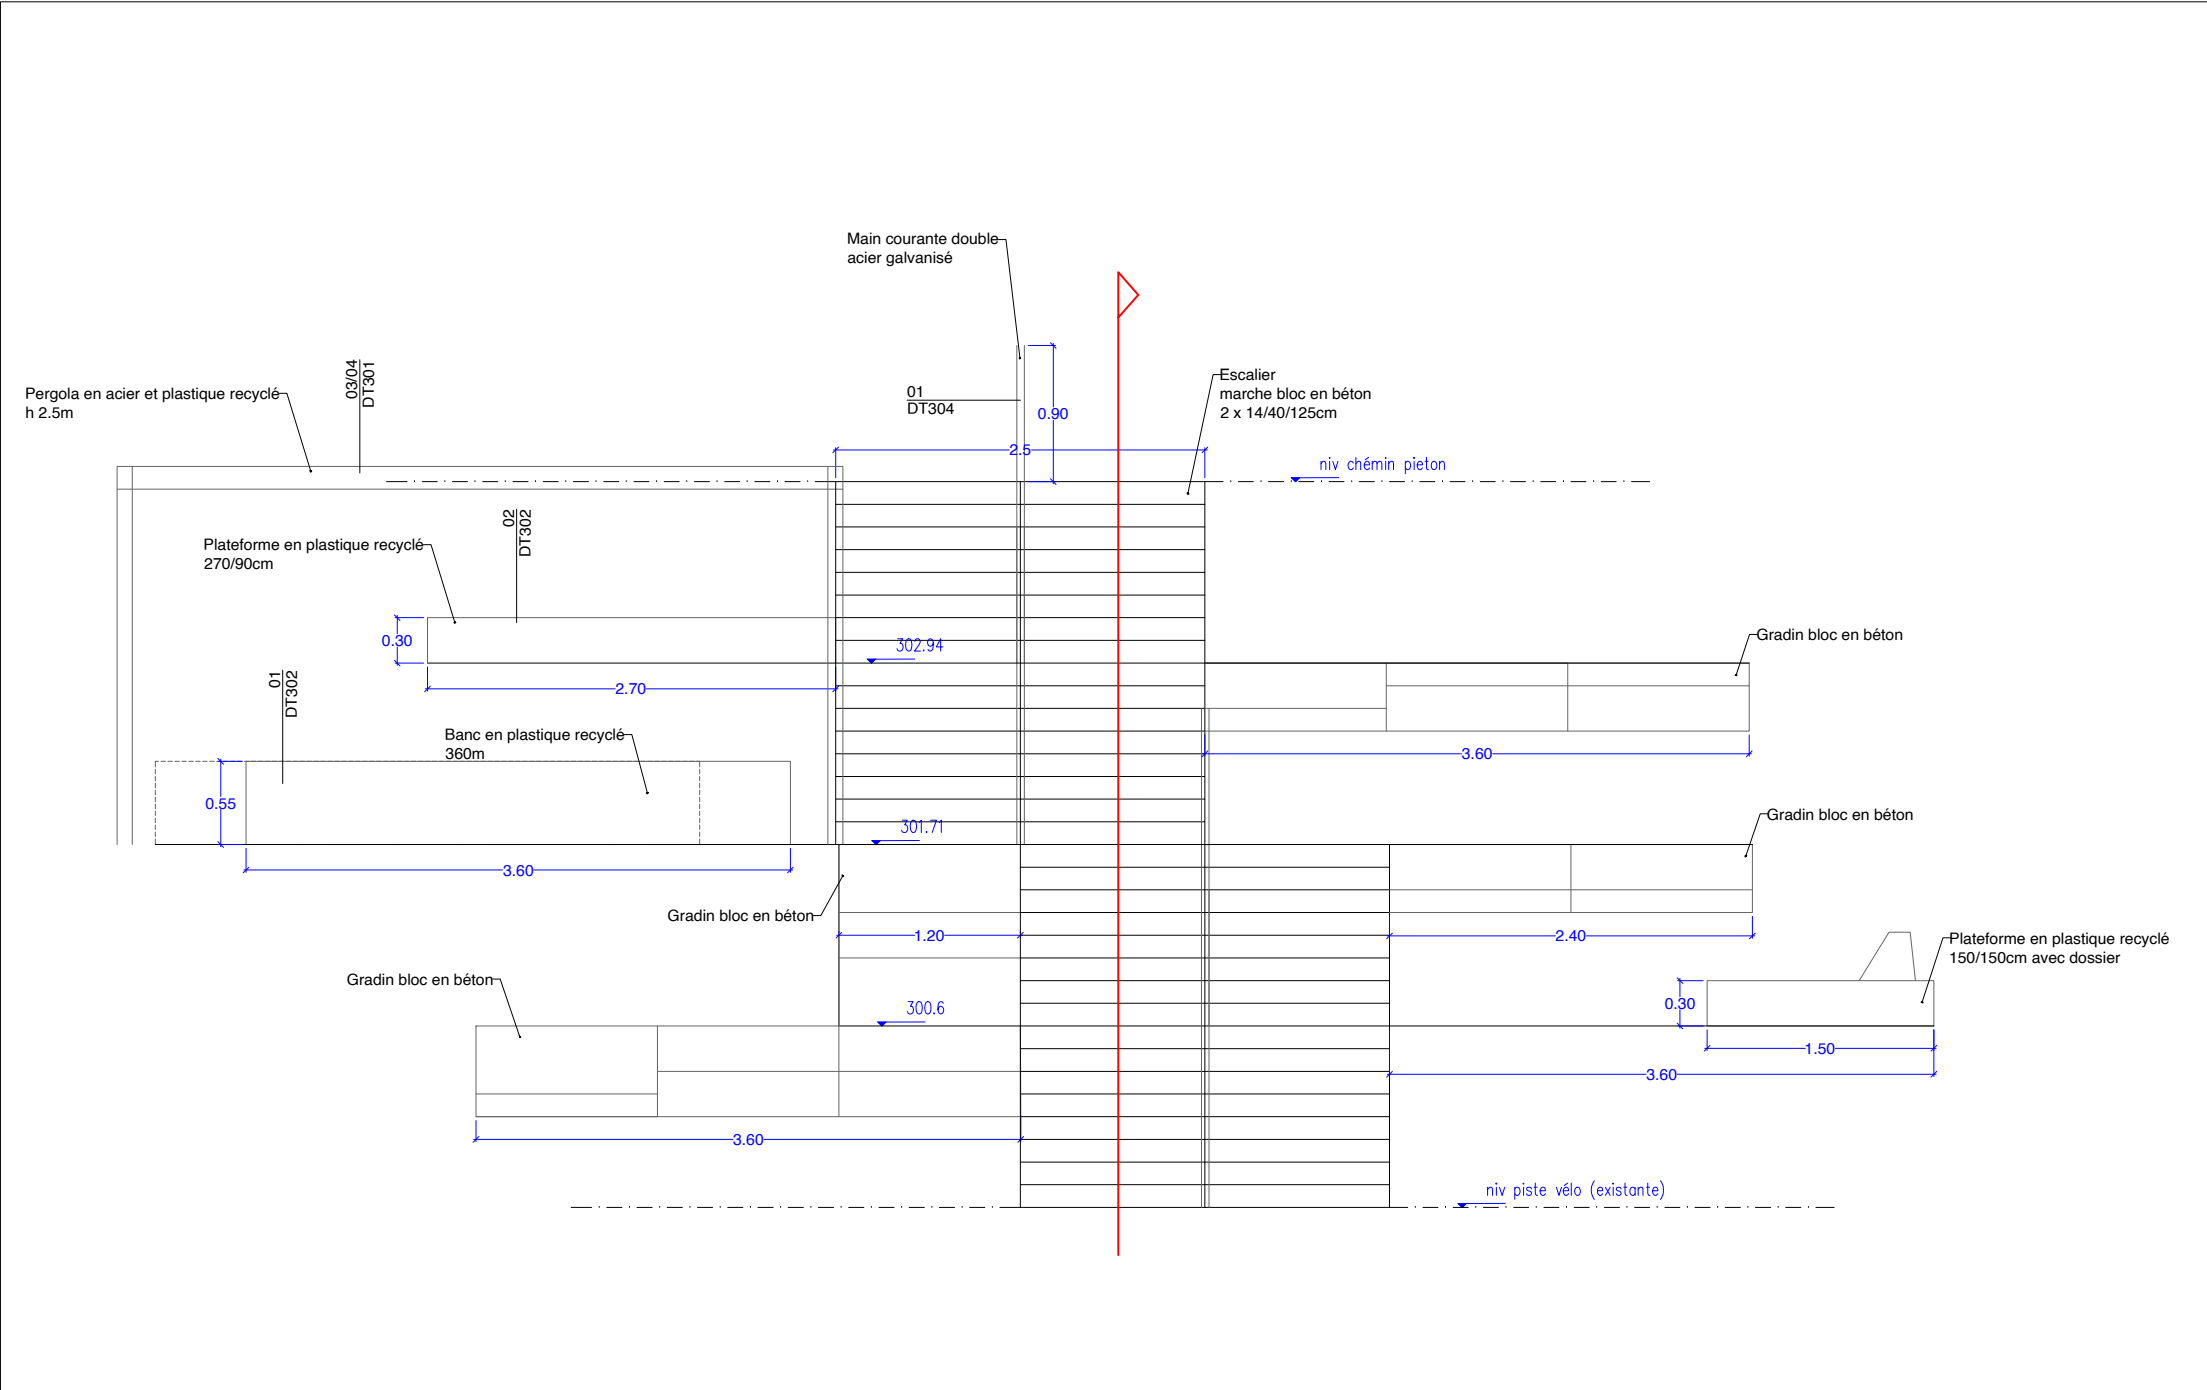 Main courante double
acier galvanisé
Escalier
marche bloc en béton
2 x 14/40/125cm
03/04
DT301
Pergola en acier et plastique recyclé
h 2.5m
01
DT304
0.90
2.5
niv chémin pieton
02
DT302
Plateforme en plastique recyclé
270/90cm
0.30
302.94
Gradin bloc en béton
01
DT302
2.70
Banc en plastique recyclé
360m
3.60
0.55
301.71
Gradin bloc en béton
3.60
Gradin bloc en béton
1.20
2.40
Plateforme en plastique recyclé
150/150cm avec dossier
Gradin bloc en béton
0.30
300.6
1.50
3.60
3.60
niv piste vélo (existante)